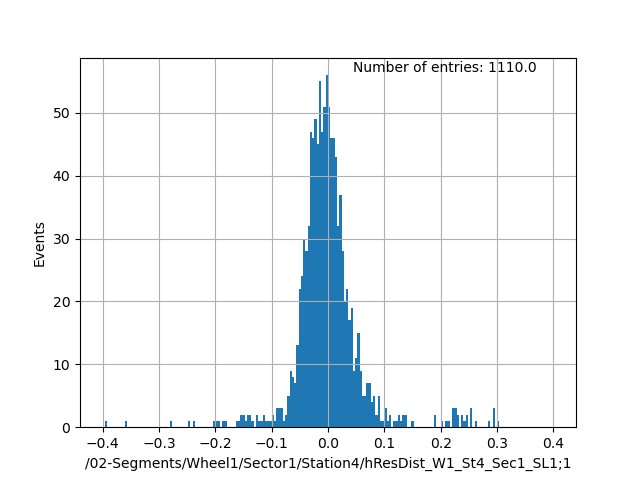 Number of entries: 1110.0
Events
50
40
30
20
10
0
−0.4 −0.3 −0.2 −0.1 0.0 0.1 0.2 0.3 0.4
/02-Segments/Wheel1/Sector1/Station4/hResDist_W1_St4_Sec1_SL1;1